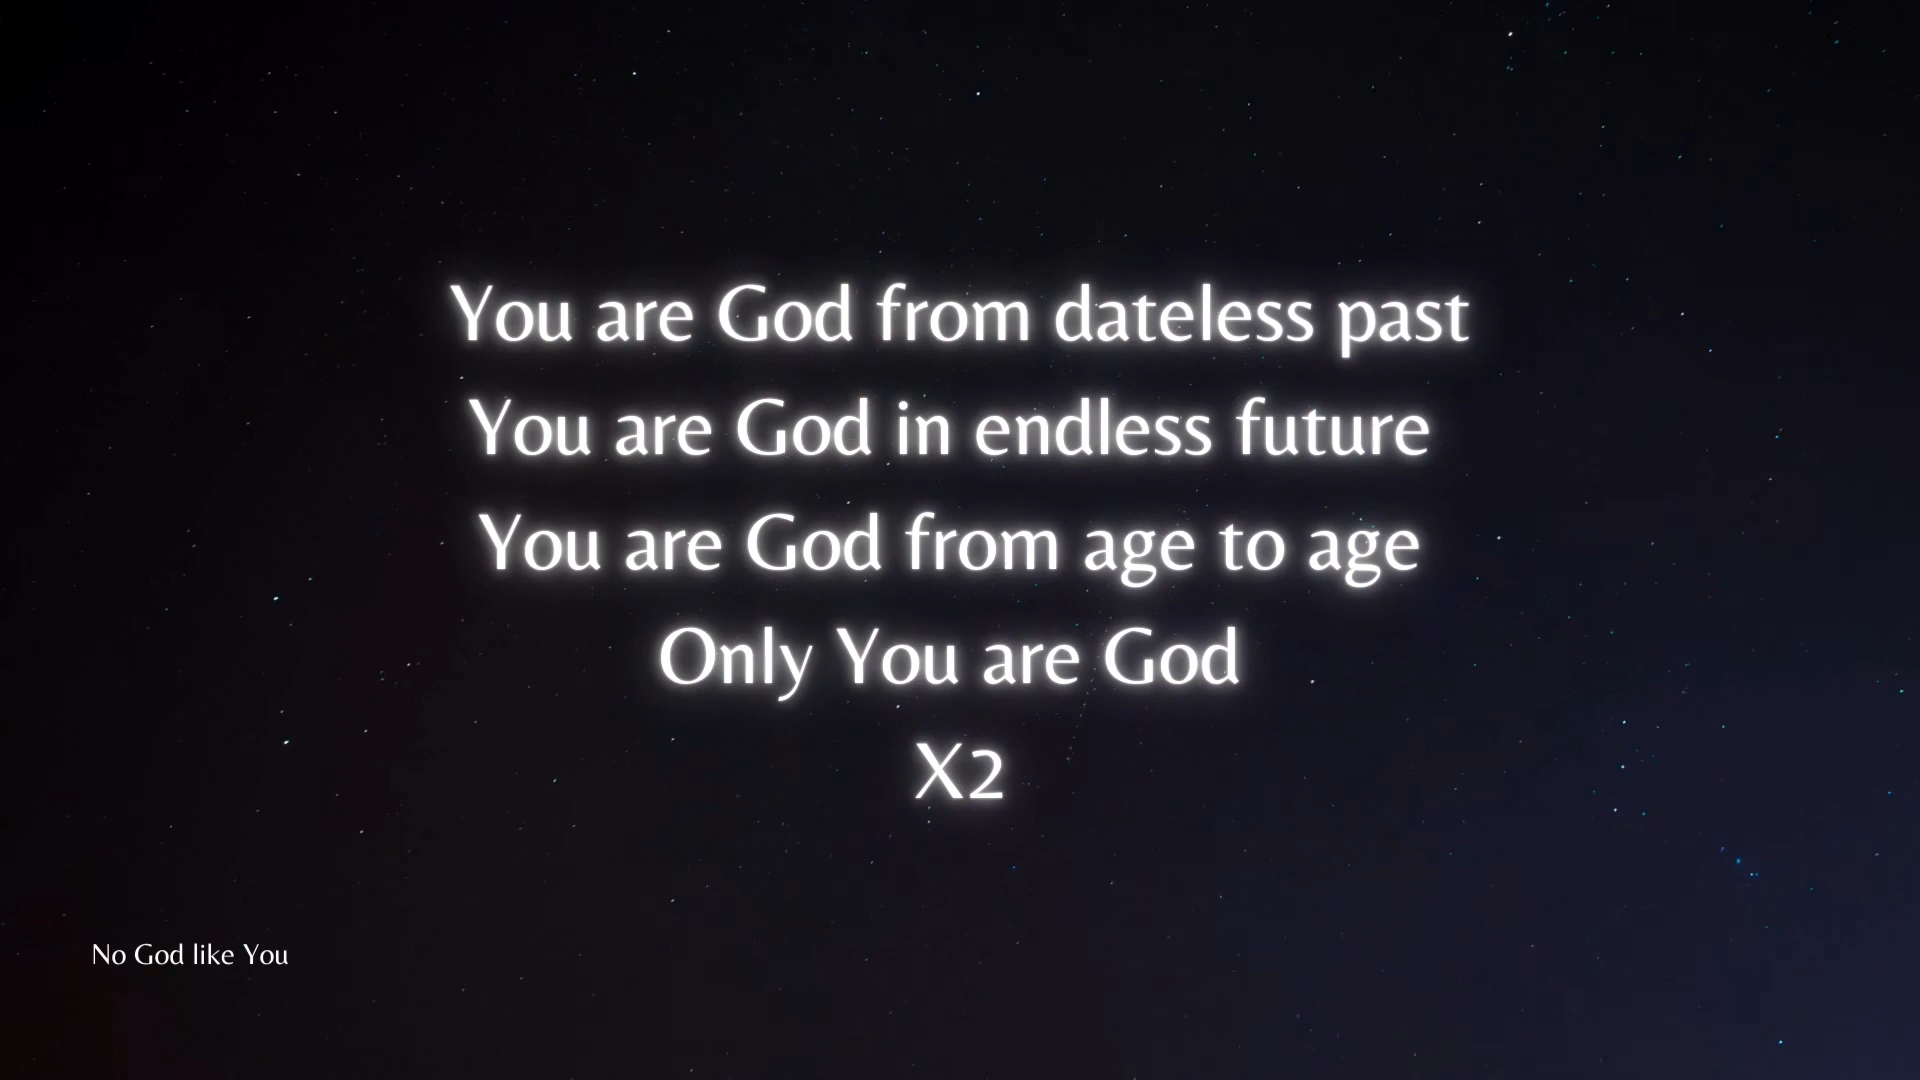 You are God from dateless past
You are God in endless future
You are God from age to age
Only You are God
X2
No God like You